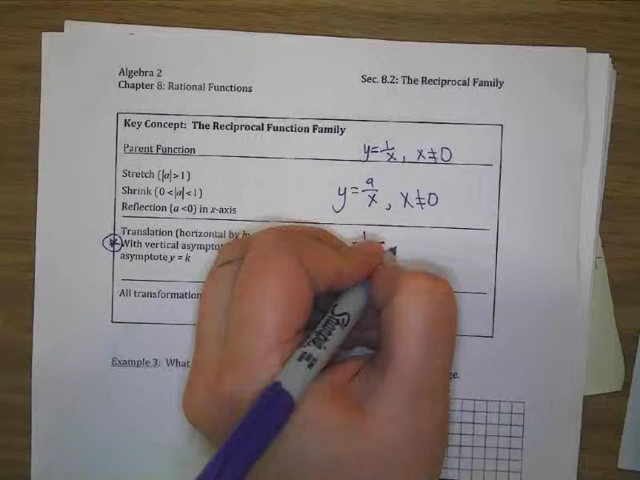 Algebra 2
Chapter 8: Rational Functions
Sec. 8.2: The Reciprocal Family
Key Concept: The Reciprocal Function Family
Parent Function y=1/x, x≠0
Stretch (|a| > 1)
Shrink (0 < |a| < 1)
Reflection (a <0) in x-axis
y=a/x, x≠0
Translation (horizontal by
With vertical
asymptote y = k
All
Example 3: What
Sharpie